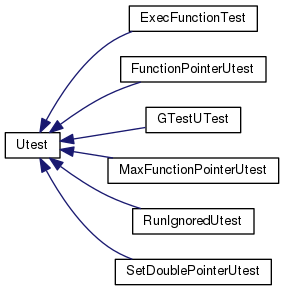 ExecFunctionTest
FunctionPointerUtest
GTestUTest
Utest
MaxFunctionPointerUtest
RunIgnoredUtest
SetDoublePointerUtest